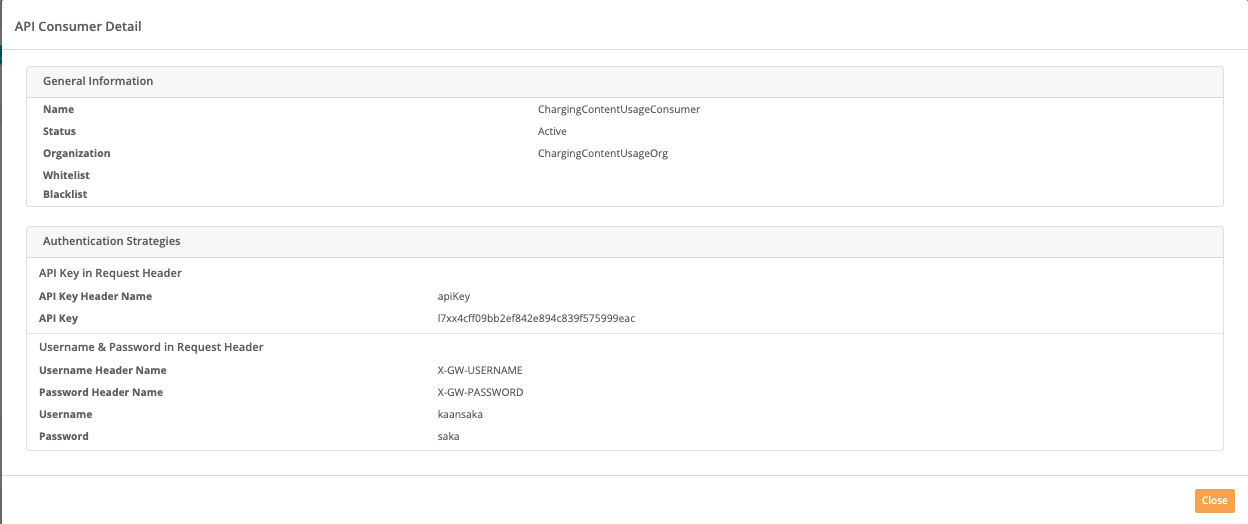 API Consumer Detail
General Information
Name ChargingContentUsageConsumer
Status Active
Organization ChargingContentUsageOrg
Whitelist
Blacklist
Authentication Strategies
API Key in Request Header
API Key Header Name apiKey
API Key l7xx4cff09bb2ef842e894c839f575999eac
Username & Password in Request Header
Username Header Name X-GW-USERNAME
Password Header Name X-GW-PASSWORD
Username kaansaka
Password saka
Close